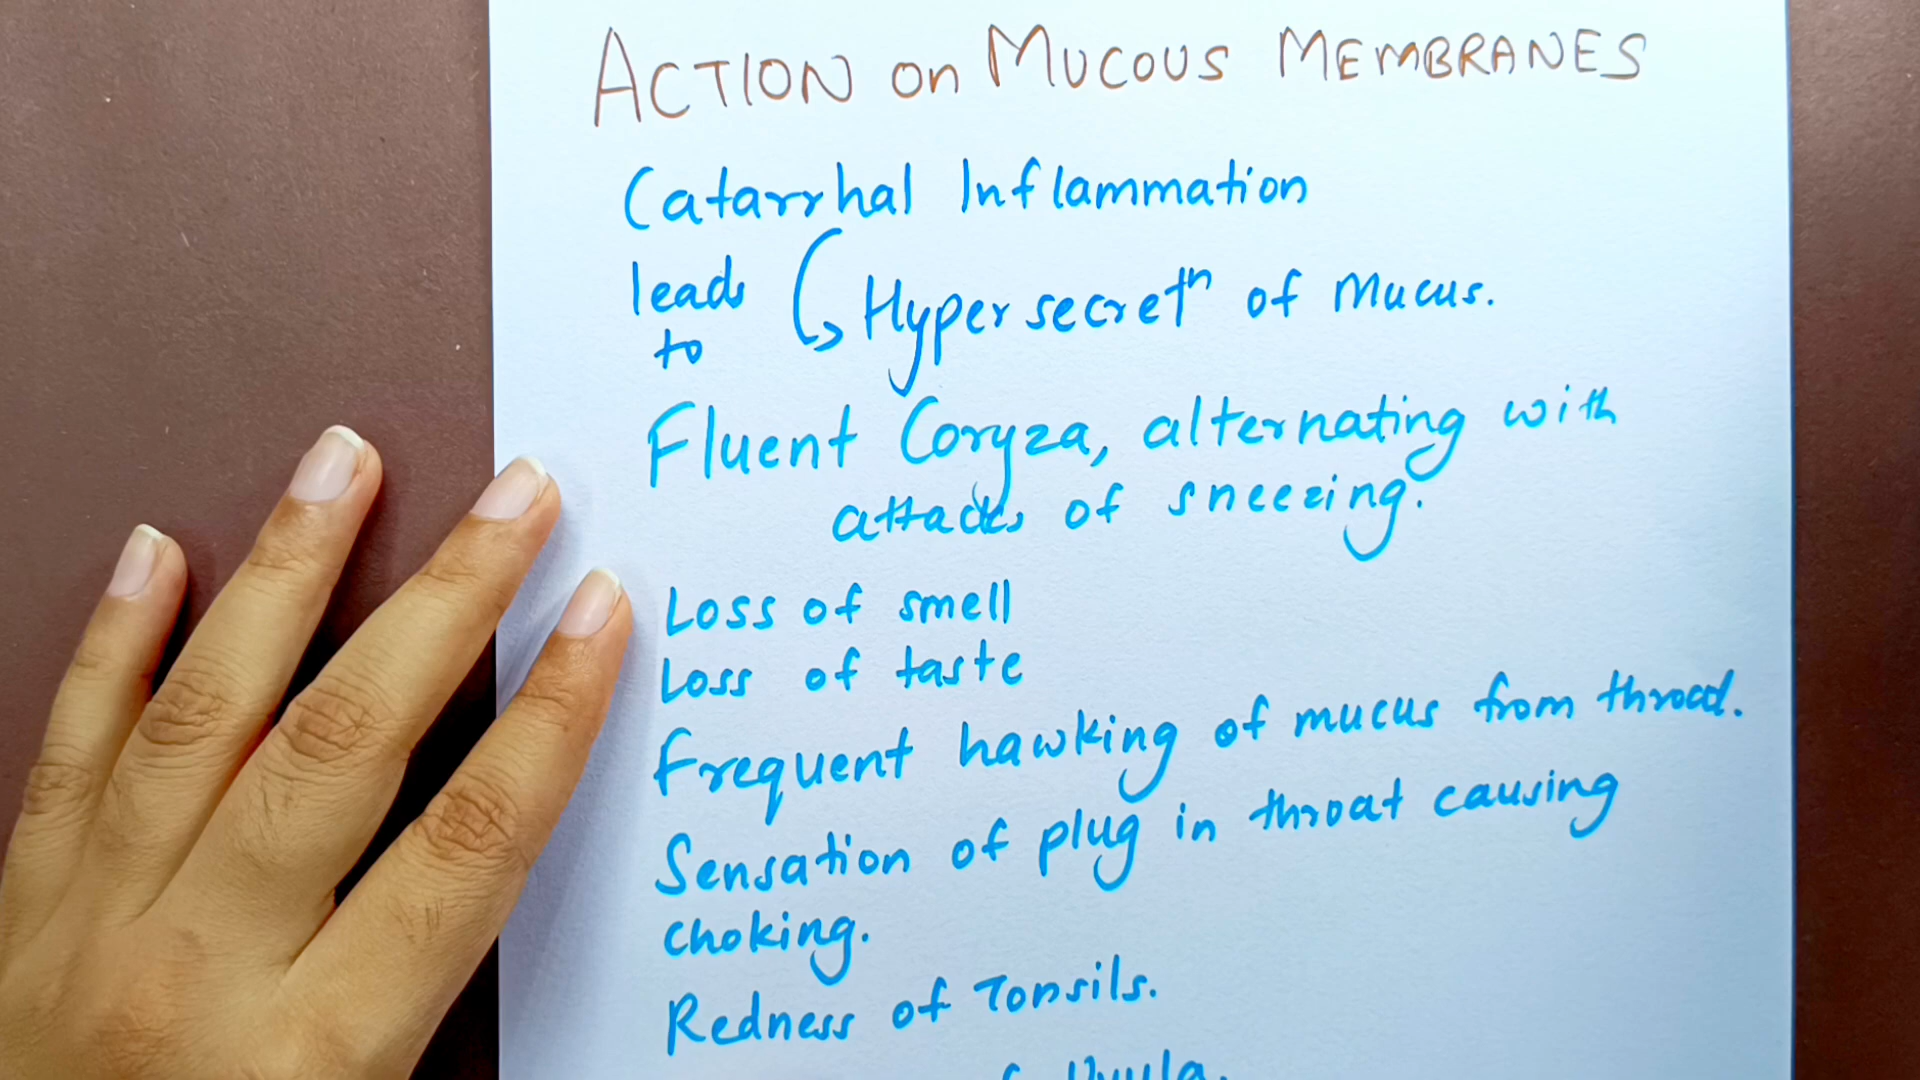 ACTION on MUCOUS MEMBRANES
Catarrhal Inflammation
leads Hypersecretn of Mucus.
to
Fluent Coryza, alternating with
attacks of sneezing.
Loss of smell
Loss of taste
Frequent hawking of mucus from throat.
Sensation of plug in throat causing
choking.
Redness of Tonsils.
Uvula.